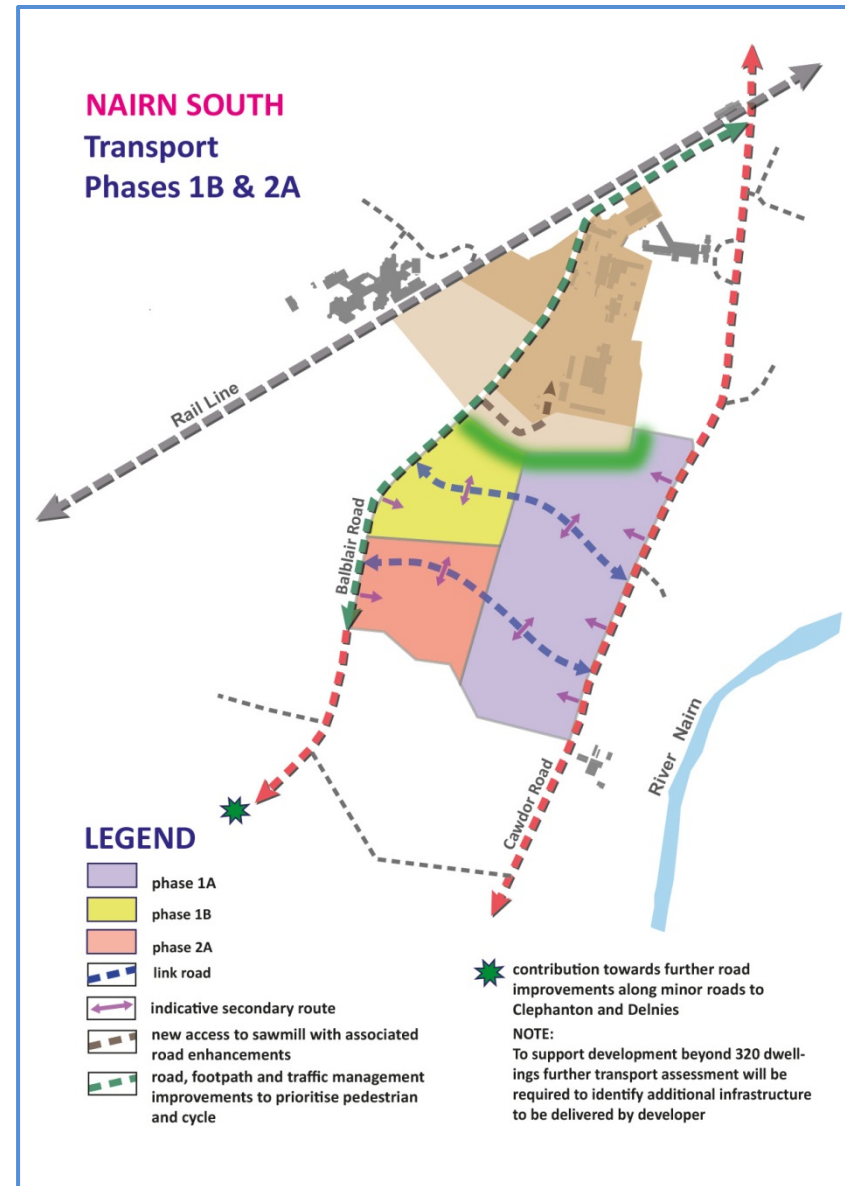 NAIRN SOUTH
Transport
Phases 1B & 2A
Rail Line
Balblair Road
River Nairn
Cawdor Road
LEGEND
phase 1A
phase 1B
phase 2A
link road
indicative secondary route
new access to sawmill with associated
road enhancements
road, footpath and traffic management
improvements to prioritise pedestrian
and cycle
contribution towards further road
improvements along minor roads to
Clephanton and Delnies
NOTE:
To support development beyond 320 dwell-
ings further transport assessment will be
required to identify additional infrastructure
to be delivered by developer